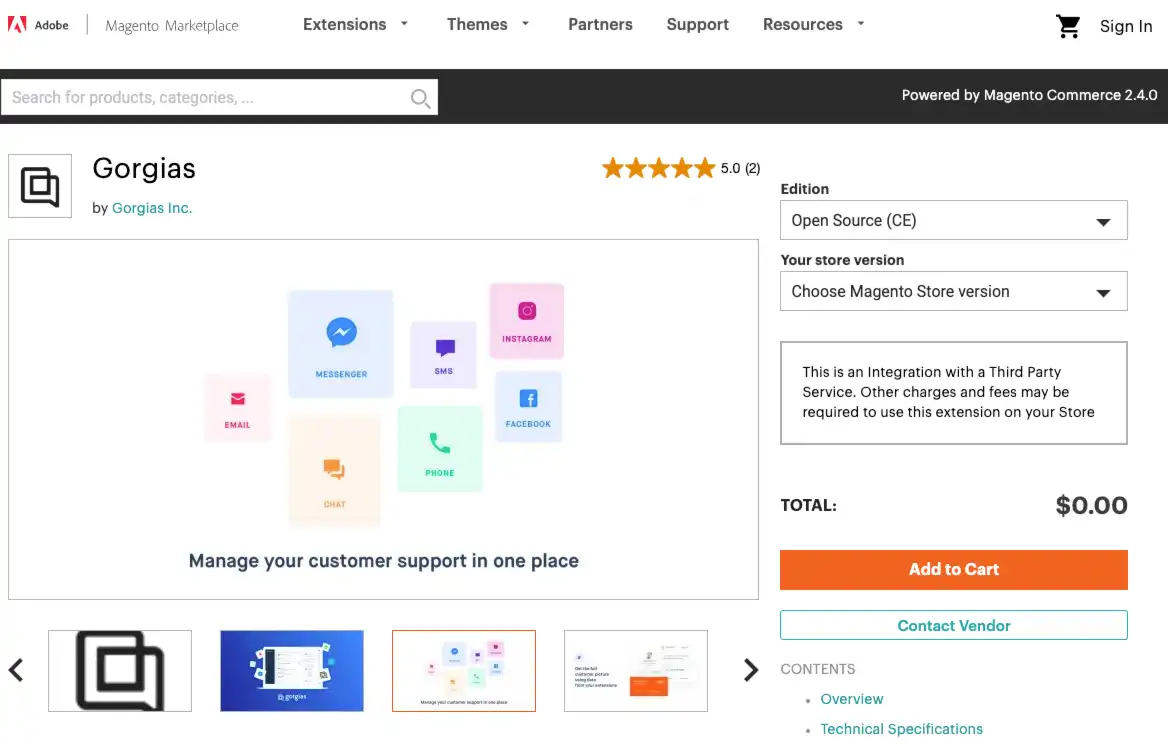 Adobe
Magento Marketplace
Extensions
Themes
Partners
Support
Resources
Sign In
Search for products, categories, ...
Powered by Magento Commerce 2.4.0
Gorgias
by Gorgias Inc.
5.0 (2)
Edition
Open Source (CE)
Your store version
Choose Magento Store version
This is an Integration with a Third Party
Service. Other charges and fees may be
required to use this extension on your Store
TOTAL:
$0.00
Add to Cart
Contact Vendor
CONTENTS
Overview
Technical Specifications
MESSENGER
SMS
INSTAGRAM
EMAIL
FACEBOOK
CHAT
PHONE
Manage your customer support in one place
gorgias
Manage your customer support in one place
Get the full
customer picture
using data
from your extensions